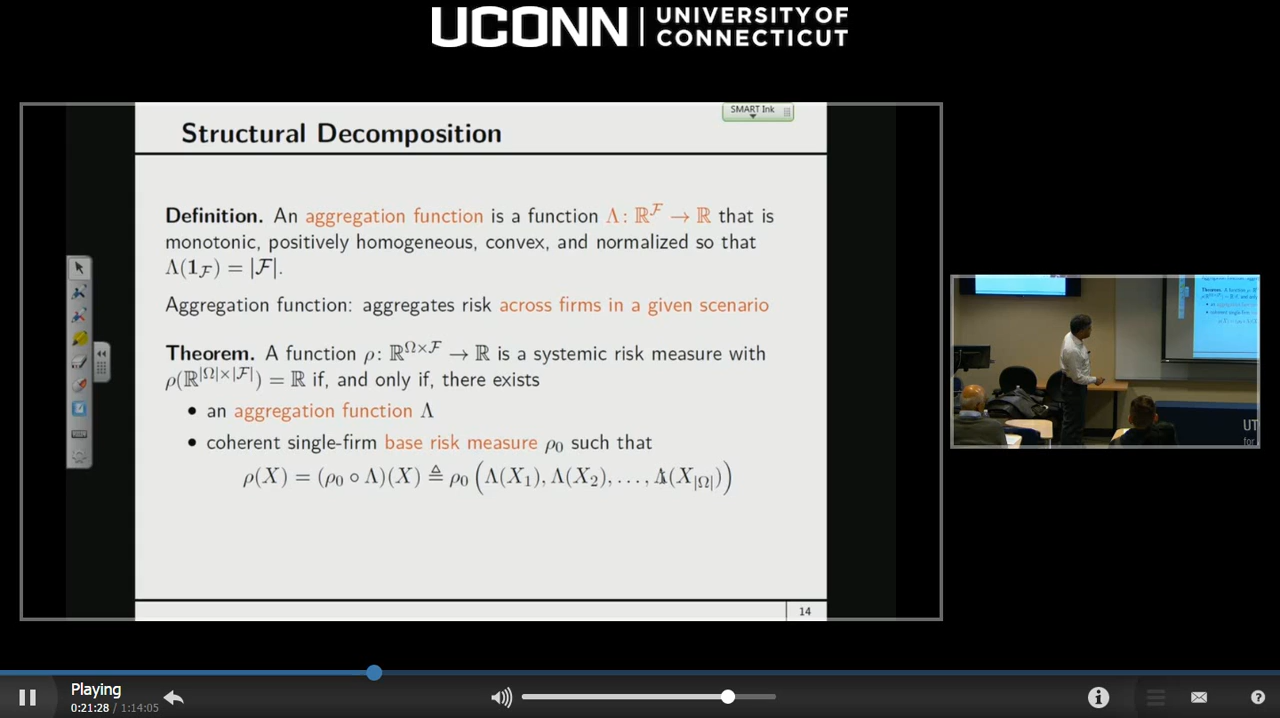 UCONN | UNIVERSITY OF
CONNECTICUT
SMART Ink
Structural Decomposition
Definition. An aggregation function is a function Λ: ℝ^ℱ → ℝ that is
monotonic, positively homogeneous, convex, and normalized so that
Λ(1_ℱ) = |ℱ|.
Aggregation function: aggregates risk across firms in a given scenario
Theorem. A function ρ: ℝ^{Ω×ℱ} → ℝ is a systemic risk measure with
ρ(ℝ^{|Ω|×|ℱ|}) = ℝ if, and only if, there exists
• an aggregation function Λ
• coherent single-firm base risk measure ρ₀ such that
ρ(X) = (ρ₀ ∘ Λ)(X) ≜ ρ₀(Λ(X₁), Λ(X₂), . . . , Λ(X_{|Ω|}))
14
UT
for
Playing
0:21:28 / 1:14:05